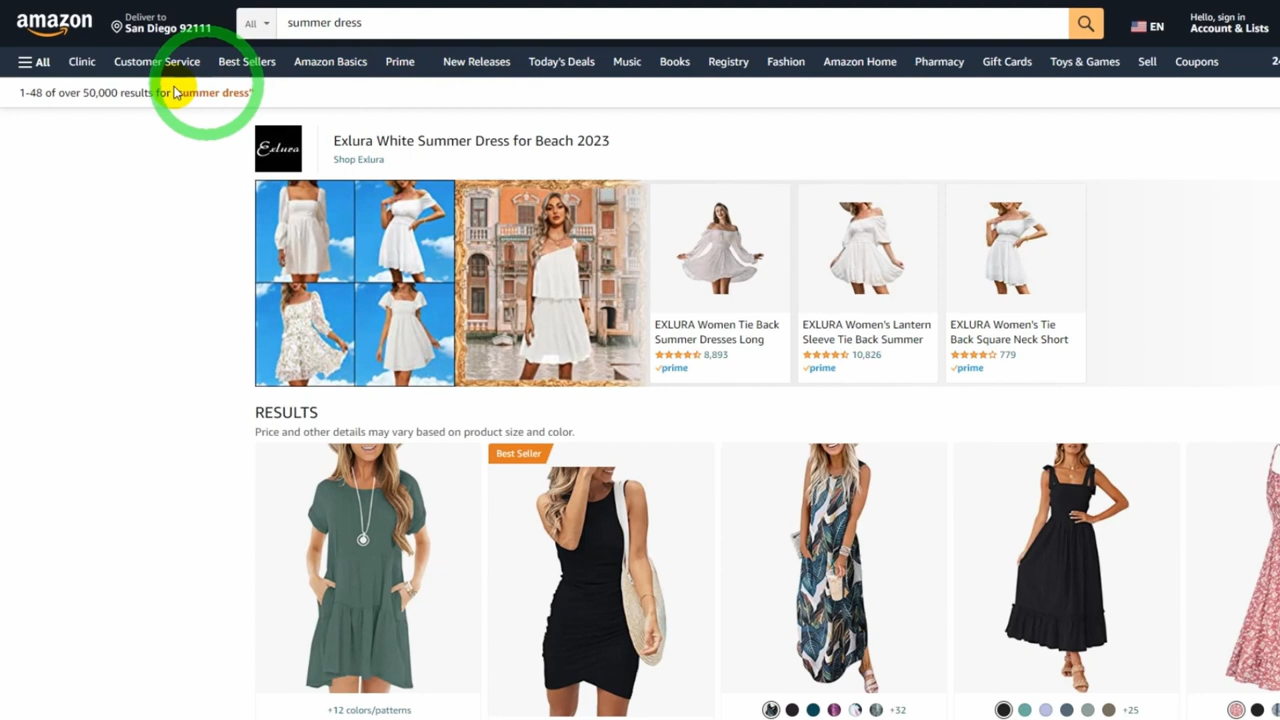 amazon
Deliver to
San Diego 92111
All
summer dress
EN
Hello, sign in
Account & Lists
All
Clinic
Customer Service
Best Sellers
Amazon Basics
Prime
New Releases
Today's Deals
Music
Books
Registry
Fashion
Amazon Home
Pharmacy
Gift Cards
Toys & Games
Sell
Coupons
1-48 of over 50,000 results for "summer dress"
Exlura
Exlura White Summer Dress for Beach 2023
Shop Exlura
EXLURA Women Tie Back
Summer Dresses Long
8,893
prime
EXLURA Women's Lantern
Sleeve Tie Back Summer
10,826
prime
EXLURA Women's Tie
Back Square Neck Short
779
prime
RESULTS
Price and other details may vary based on product size and color.
Best Seller
+12 colors/patterns
+32
+25